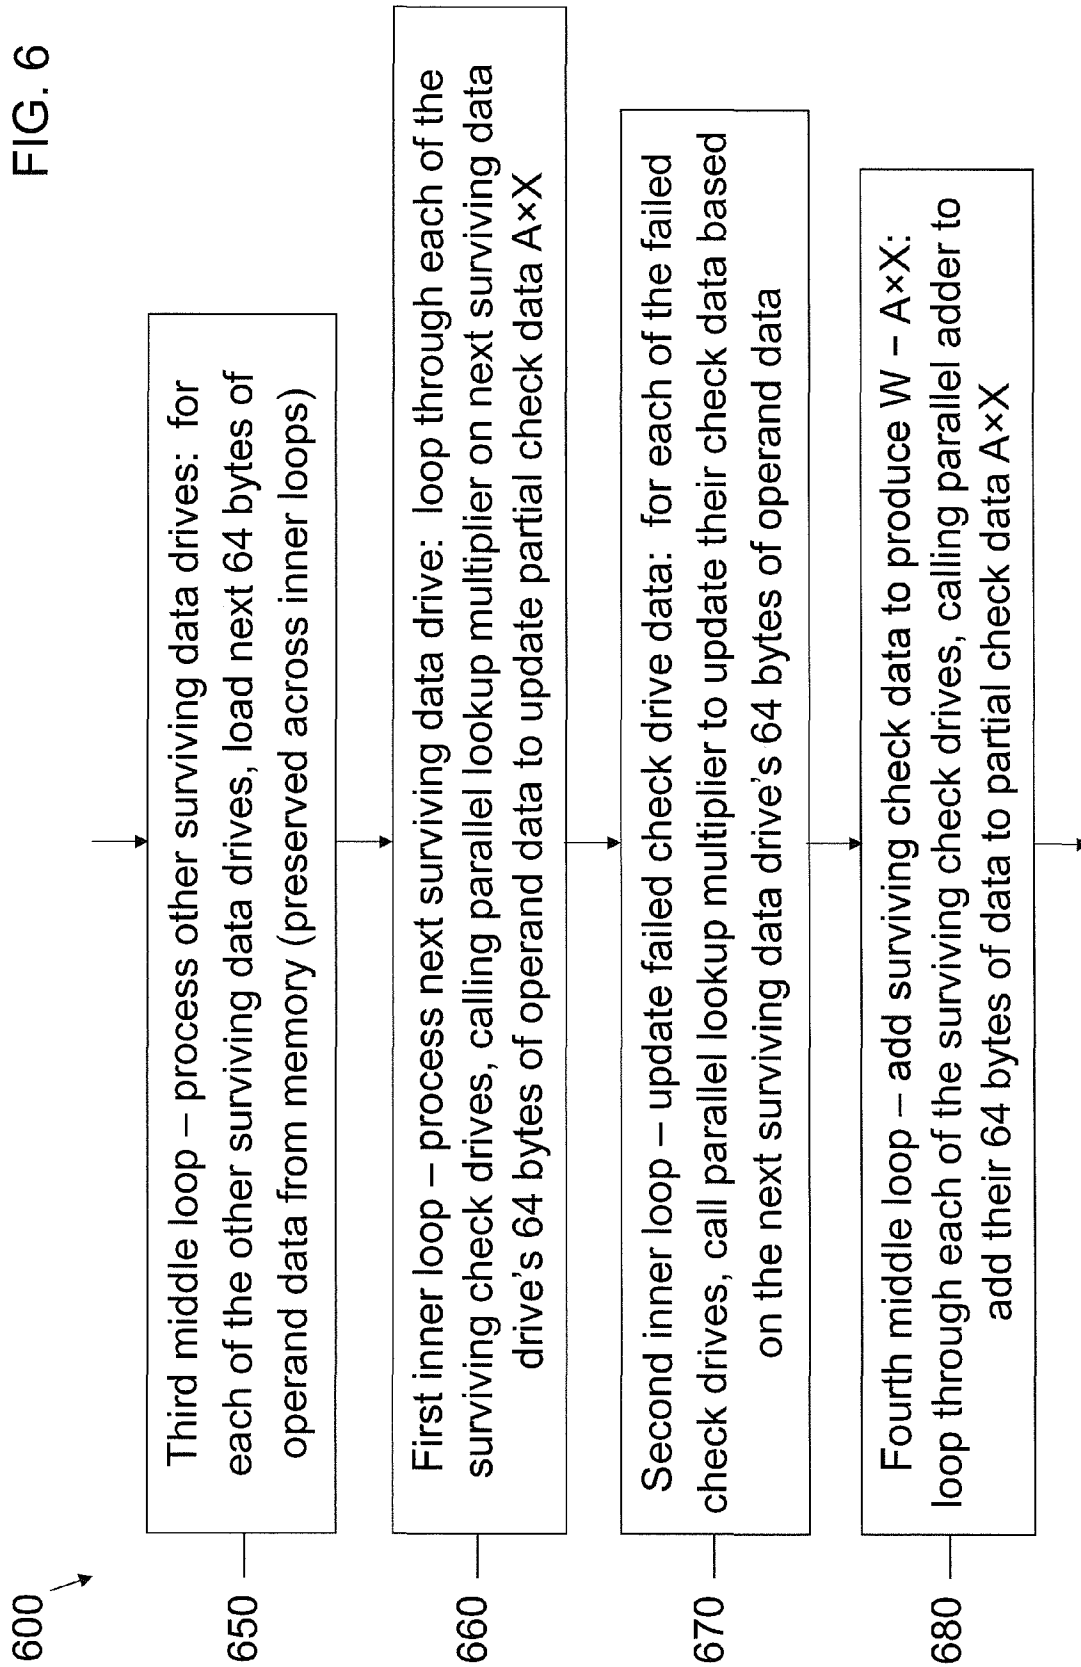 FIG. 6
600
650
Third middle loop – process other surviving data drives: for
each of the other surviving data drives, load next 64 bytes of
operand data from memory (preserved across inner loops)
660
First inner loop – process next surviving data drive: loop through each of the
surviving check drives, calling parallel lookup multiplier on next surviving data
drive's 64 bytes of operand data to update partial check data A×X
670
Second inner loop – update failed check drive data: for each of the failed
check drives, call parallel lookup multiplier to update their check data based
on the next surviving data drive's 64 bytes of operand data
680
Fourth middle loop – add surviving check data to produce W – A×X:
loop through each of the surviving check drives, calling parallel adder to
add their 64 bytes of data to partial check data A×X